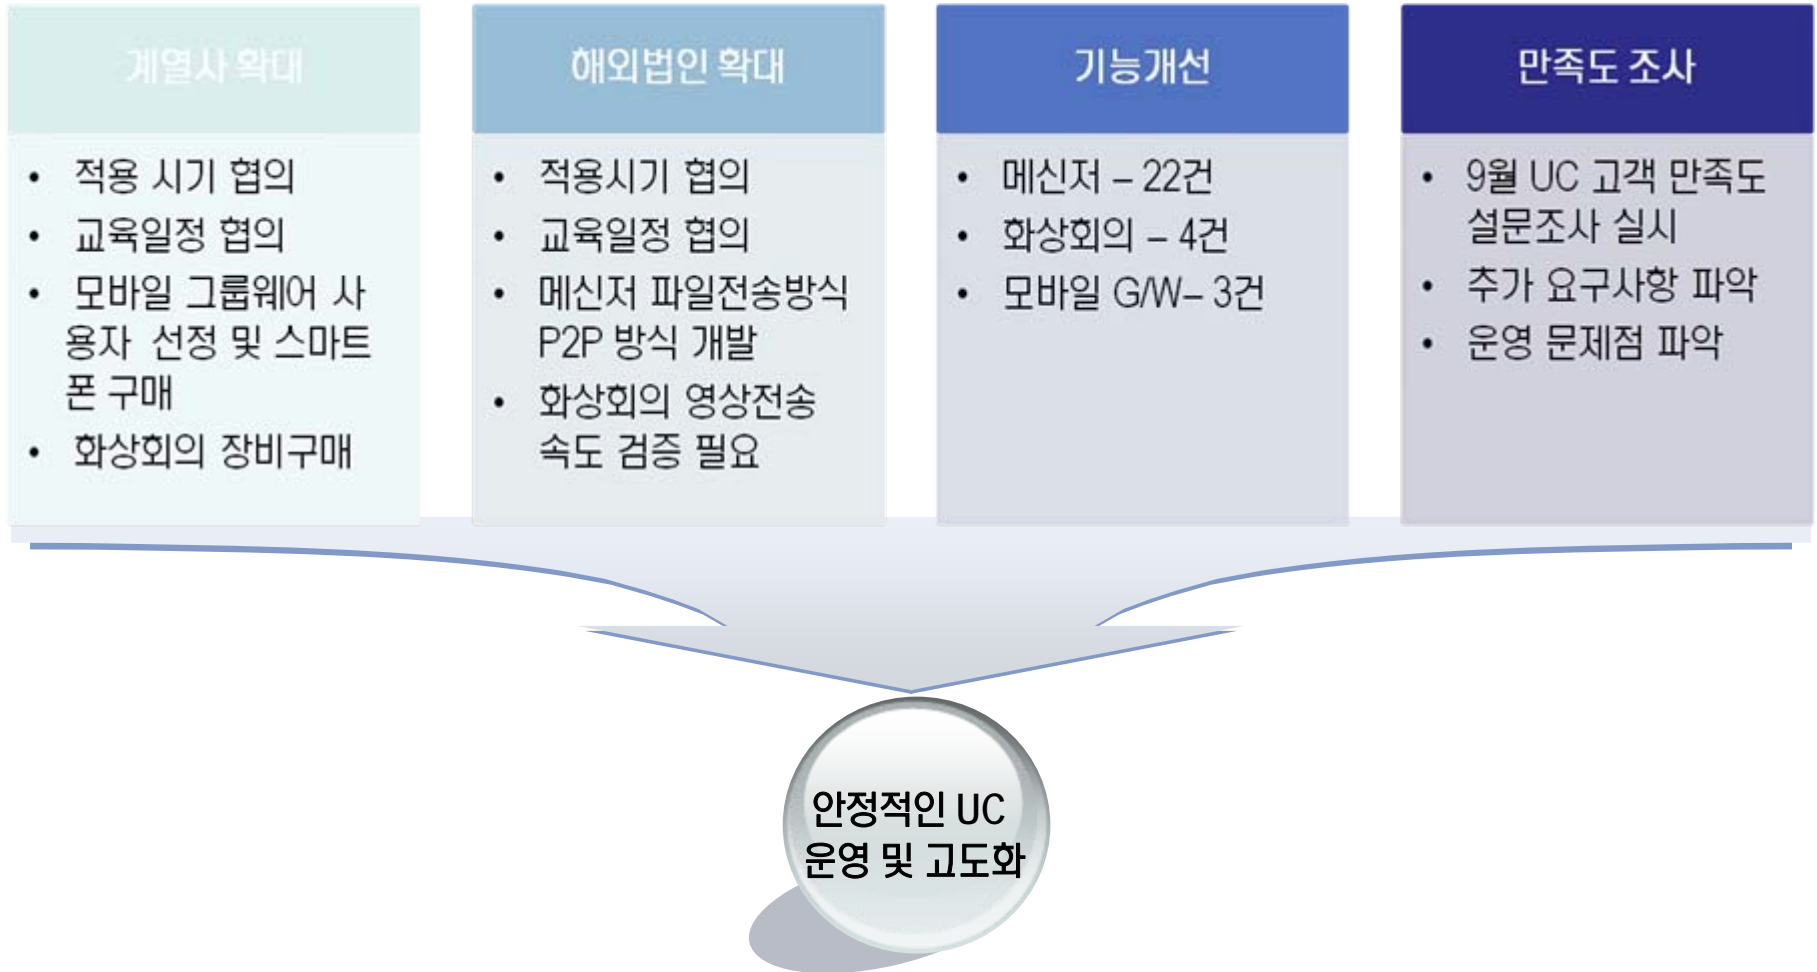 계열사 확대
• 적용 시기 협의
• 교육일정 협의
• 모바일 그룹웨어 사
용자 선정 및 스마트
폰 구매
• 화상회의 장비구매
해외법인 확대
• 적용시기 협의
• 교육일정 협의
• 메신저 파일전송방식
P2P 방식 개발
• 화상회의 영상전송
속도 검증 필요
기능개선
• 메신저 – 22건
• 화상회의 – 4건
• 모바일 G/W– 3건
만족도 조사
• 9월 UC 고객 만족도
설문조사 실시
• 추가 요구사항 파악
• 운영 문제점 파악
안정적인 UC
운영 및 고도화